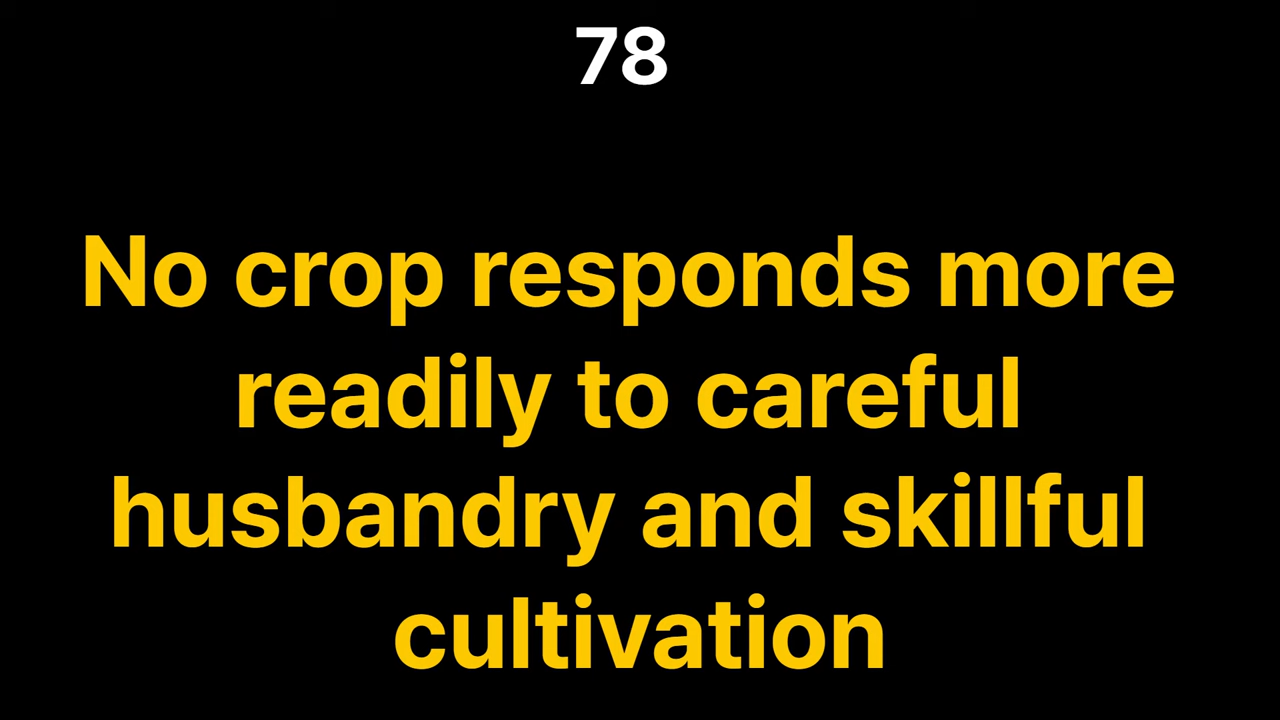 78
No crop responds more
readily to careful
husbandry and skillful
cultivation